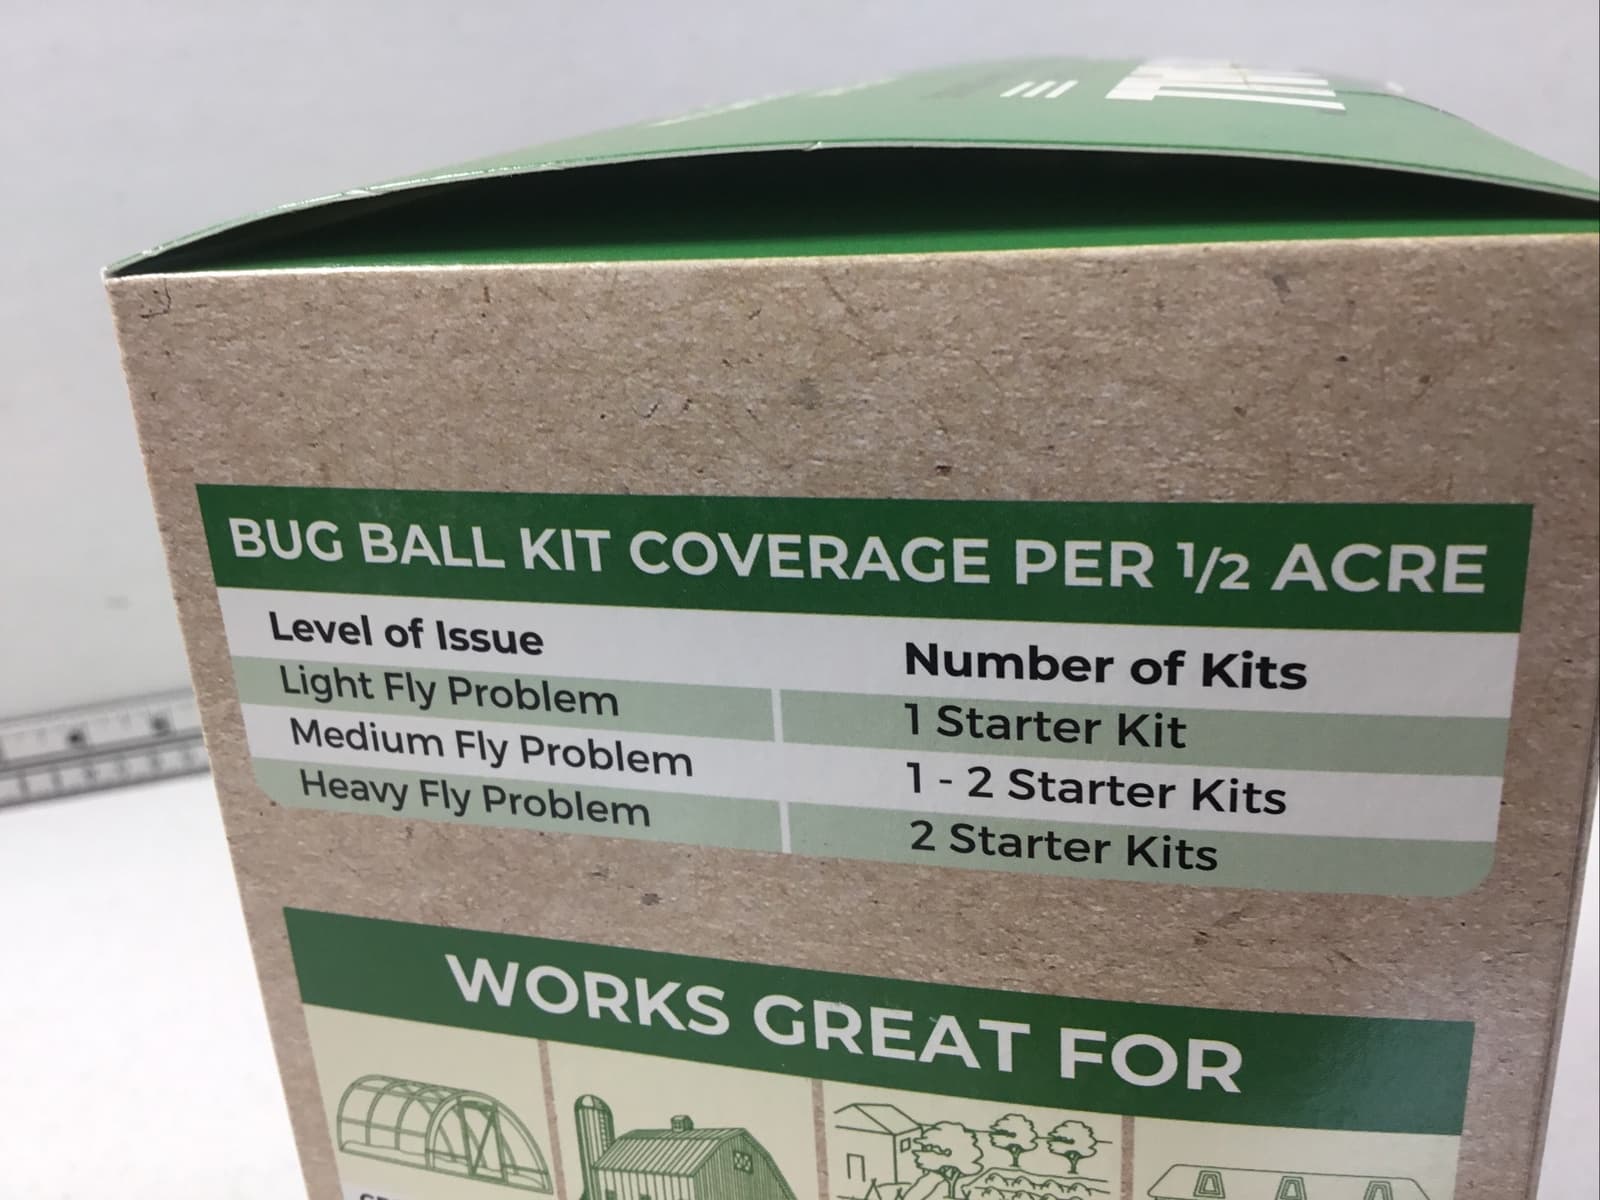 BUG BALL KIT COVERAGE PER 1/2 ACRE
Level of Issue Number of Kits
Light Fly Problem 1 Starter Kit
Medium Fly Problem 1 - 2 Starter Kits
Heavy Fly Problem 2 Starter Kits
WORKS GREAT FOR